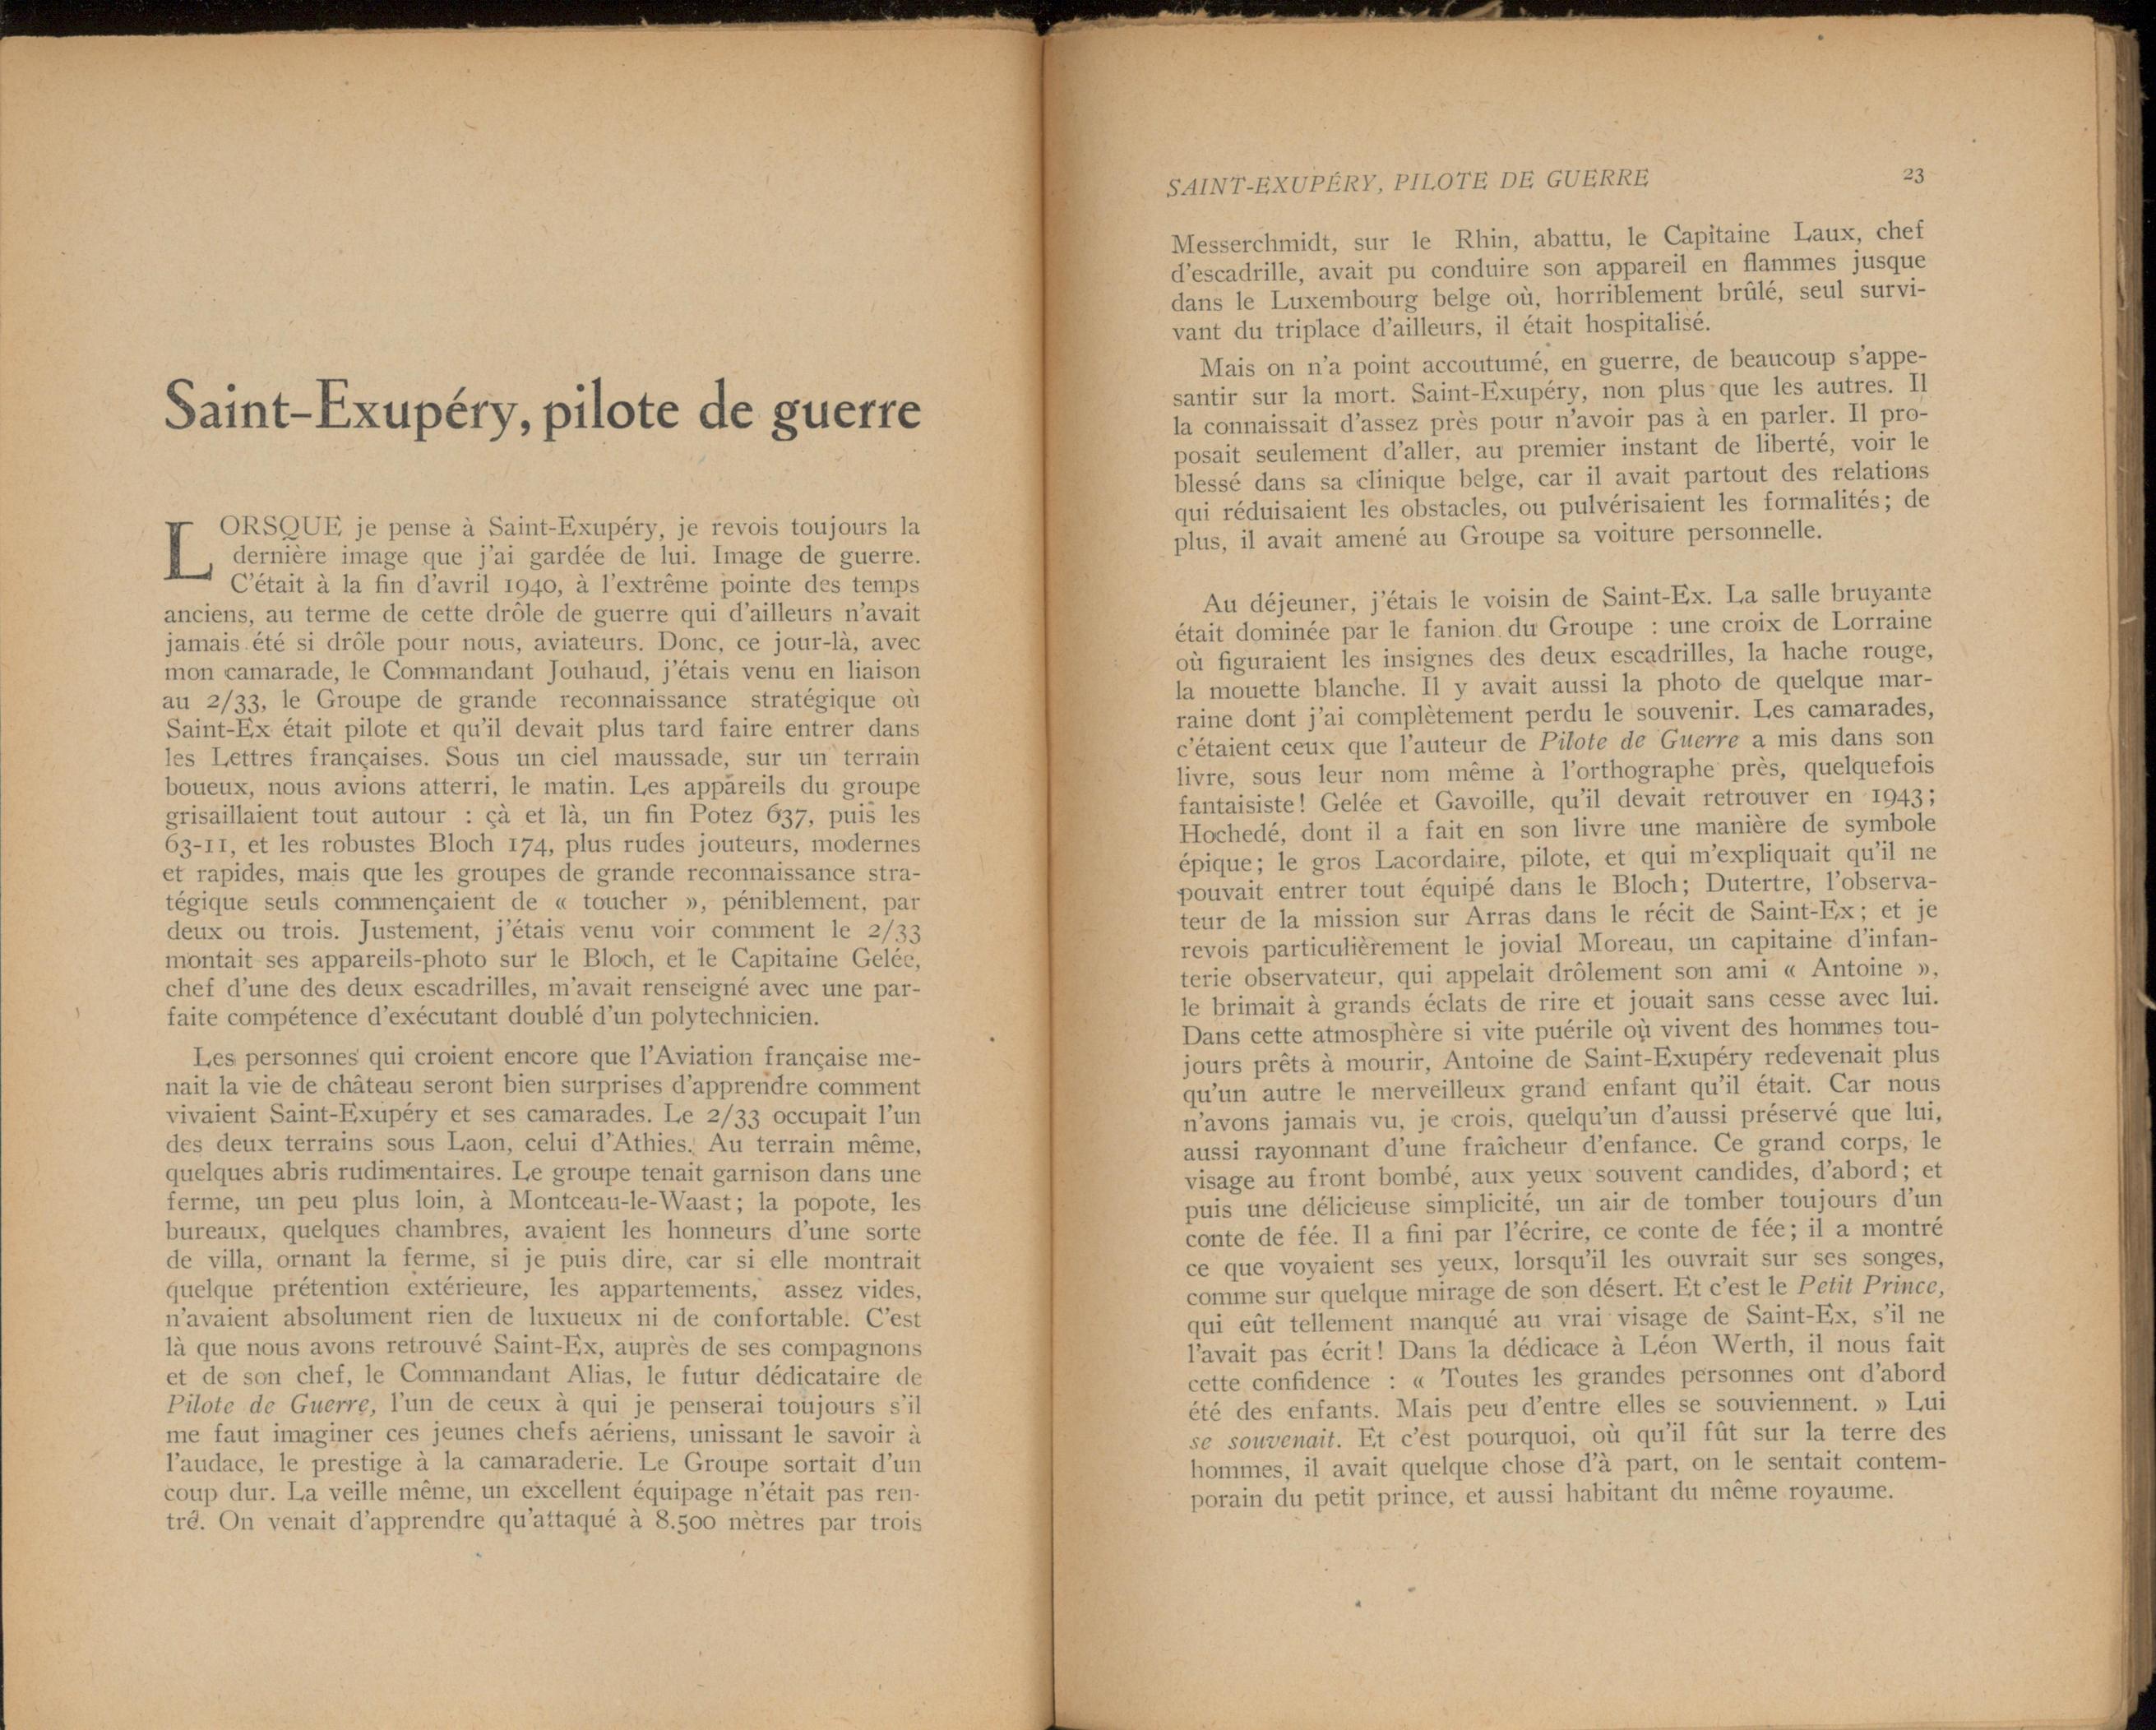 Saint-Exupéry, pilote de guerre
LORSQUE je pense à Saint-Exupéry, je revois toujours la
dernière image que j'ai gardée de lui. Image de guerre.
C'était à la fin d'avril 1940, à l'extrême pointe des temps
anciens, au terme de cette drôle de guerre qui d'ailleurs n'avait
jamais été si drôle pour nous, aviateurs. Donc, ce jour-là, avec
mon camarade, le Commandant Jouhaud, j'étais venu en liaison
au 2/33, le Groupe de grande reconnaissance stratégique où
Saint-Ex était pilote et qu'il devait plus tard faire entrer dans
les Lettres françaises. Sous un ciel maussade, sur un terrain
boueux, nous avions atterri, le matin. Les appareils du groupe
grisaillaient tout autour : çà et là, un fin Potez 637, puis les
63-11, et les robustes Bloch 174, plus rudes jouteurs, modernes
et rapides, mais que les groupes de grande reconnaissance stra-
tégique seuls commençaient de « toucher », péniblement, par
deux ou trois. Justement, j'étais venu voir comment le 2/33
montait ses appareils-photo sur le Bloch, et le Capitaine Gelée,
chef d'une des deux escadrilles, m'avait renseigné avec une par-
faite compétence d'exécutant doublé d'un polytechnicien.
Les personnes qui croient encore que l'Aviation française me-
nait la vie de château seront bien surprises d'apprendre comment
vivaient Saint-Exupéry et ses camarades. Le 2/33 occupait l'un
des deux terrains sous Laon, celui d'Athies. Au terrain même,
quelques abris rudimentaires. Le groupe tenait garnison dans une
ferme, un peu plus loin, à Montceau-le-Waast; la popote, les
bureaux, quelques chambres, avaient les honneurs d'une sorte
de villa, ornant la ferme, si je puis dire, car si elle montrait
quelque prétention extérieure, les appartements, assez vides,
n'avaient absolument rien de luxueux ni de confortable. C'est
là que nous avons retrouvé Saint-Ex, auprès de ses compagnons
et de son chef, le Commandant Alias, le futur dédicataire de
Pilote de Guerre, l'un de ceux à qui je penserai toujours s'il
me faut imaginer ces jeunes chefs aériens, unissant le savoir à
l'audace, le prestige à la camaraderie. Le Groupe sortait d'un
coup dur. La veille même, un excellent équipage n'était pas ren-
tré. On venait d'apprendre qu'attaqué à 8.500 mètres par trois
SAINT-EXUPÉRY, PILOTE DE GUERRE 23
Messerchmidt, sur le Rhin, abattu, le Capitaine Laux, chef
d'escadrille, avait pu conduire son appareil en flammes jusque
dans le Luxembourg belge où, horriblement brûlé, seul survi-
vant du triplace d'ailleurs, il était hospitalisé.
Mais on n'a point accoutumé, en guerre, de beaucoup s'appe-
santir sur la mort. Saint-Exupéry, non plus que les autres. Il
la connaissait d'assez près pour n'avoir pas à en parler. Il pro-
posait seulement d'aller, au premier instant de liberté, voir le
blessé dans sa clinique belge, car il avait partout des relations
qui réduisaient les obstacles, ou pulvérisaient les formalités; de
plus, il avait amené au Groupe sa voiture personnelle.
Au déjeuner, j'étais le voisin de Saint-Ex. La salle bruyante
était dominée par le fanion du Groupe : une croix de Lorraine
où figuraient les insignes des deux escadrilles, la hache rouge,
la mouette blanche. Il y avait aussi la photo de quelque mar-
raine dont j'ai complètement perdu le souvenir. Les camarades,
c'étaient ceux que l'auteur de Pilote de Guerre a mis dans son
livre, sous leur nom même à l'orthographe près, quelquefois
fantaisiste! Gelée et Gavoille, qu'il devait retrouver en 1943;
Hochedé, dont il a fait en son livre une manière de symbole
épique; le gros Lacordaire, pilote, et qui m'expliquait qu'il ne
pouvait entrer tout équipé dans le Bloch; Dutertre, l'observa-
teur de la mission sur Arras dans le récit de Saint-Ex; et je
revois particulièrement le jovial Moreau, un capitaine d'infan-
terie observateur, qui appelait drôlement son ami « Antoine »,
le brimait à grands éclats de rire et jouait sans cesse avec lui.
Dans cette atmosphère si vite puérile où vivent des hommes tou-
jours prêts à mourir, Antoine de Saint-Exupéry redevenait plus
qu'un autre le merveilleux grand enfant qu'il était. Car nous
n'avons jamais vu, je crois, quelqu'un d'aussi préservé que lui,
aussi rayonnant d'une fraîcheur d'enfance. Ce grand corps, le
visage au front bombé, aux yeux souvent candides, d'abord; et
puis une délicieuse simplicité, un air de tomber toujours d'un
conte de fée. Il a fini par l'écrire, ce conte de fée; il a montré
ce que voyaient ses yeux, lorsqu'il les ouvrait sur ses songes,
comme sur quelque mirage de son désert. Et c'est le Petit Prince,
qui eût tellement manqué au vrai visage de Saint-Ex, s'il ne
l'avait pas écrit! Dans la dédicace à Léon Werth, il nous fait
cette confidence : « Toutes les grandes personnes ont d'abord
été des enfants. Mais peu d'entre elles se souviennent. » Lui
se souvenait. Et c'est pourquoi, où qu'il fût sur la terre des
hommes, il avait quelque chose d'à part, on le sentait contem-
porain du petit prince, et aussi habitant du même royaume.